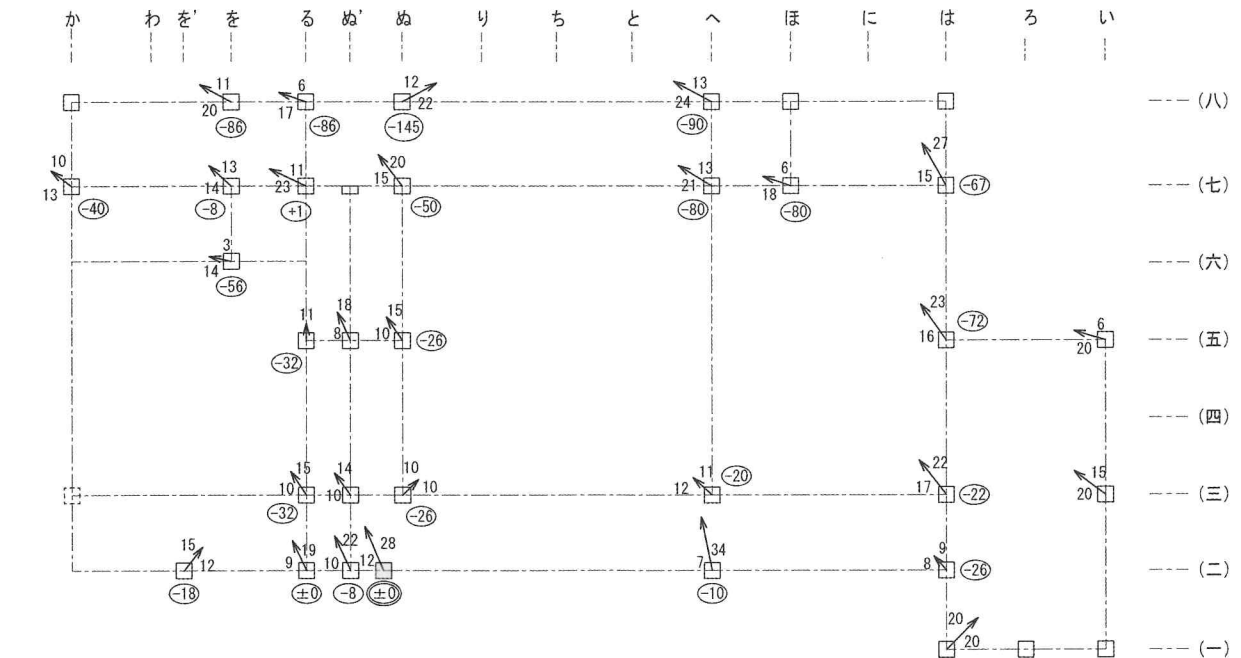 か わ を' を る ぬ' ぬ り ち と へ ほ に は ろ い
11 6 12 13
20 17 22 24 (八)
-86 -86 -145 -90
27
10 13 11 20 13 6
13 14 23 15 21 18 15 -67 (七)
-40 -8 +1 -50 -80 -80
3
14 (六)
-56
11 18 15 23 -72 6
8 10 -26 16 20 (五)
-32
(四)
15 14 10 11 -20 22 15
10 10 10 12 17 -22 20 (三)
-32 -26
15 19 22 28 34 9
12 9 10 12 7 8 -26 (二)
-18 ±0 -8 ±0 -10
20
20 (一)